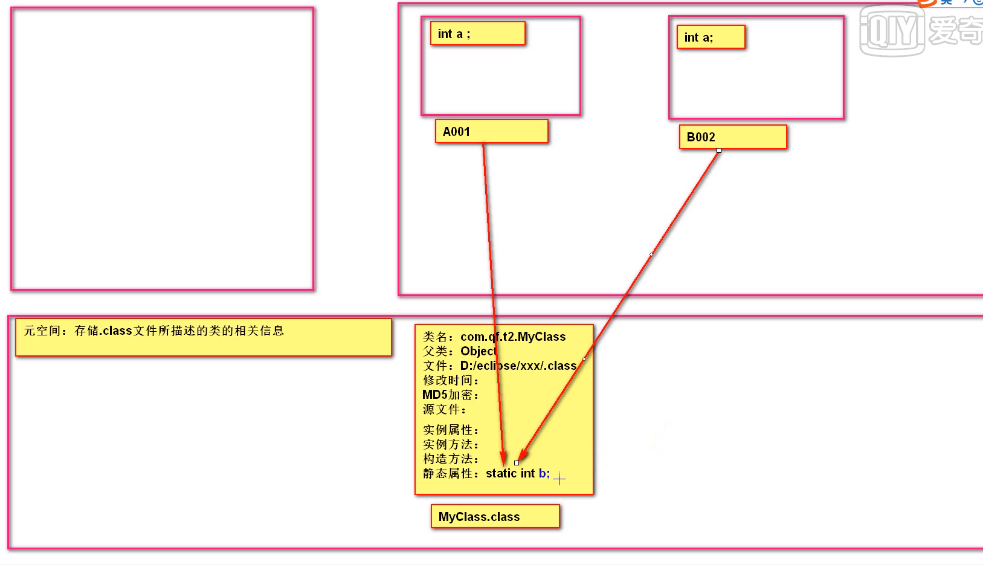 int a ;
int a;
QIY 爱奇
A001
B002
元空间：存储.class文件所描述的类的相关信息
类名：com.qf.t2.MyClass
父类：Object
文件：D:/eclipse/xxx/.class
修改时间：
MD5加密：
源文件：
实例属性：
实例方法：
构造方法：
静态属性：static int b;
MyClass.class